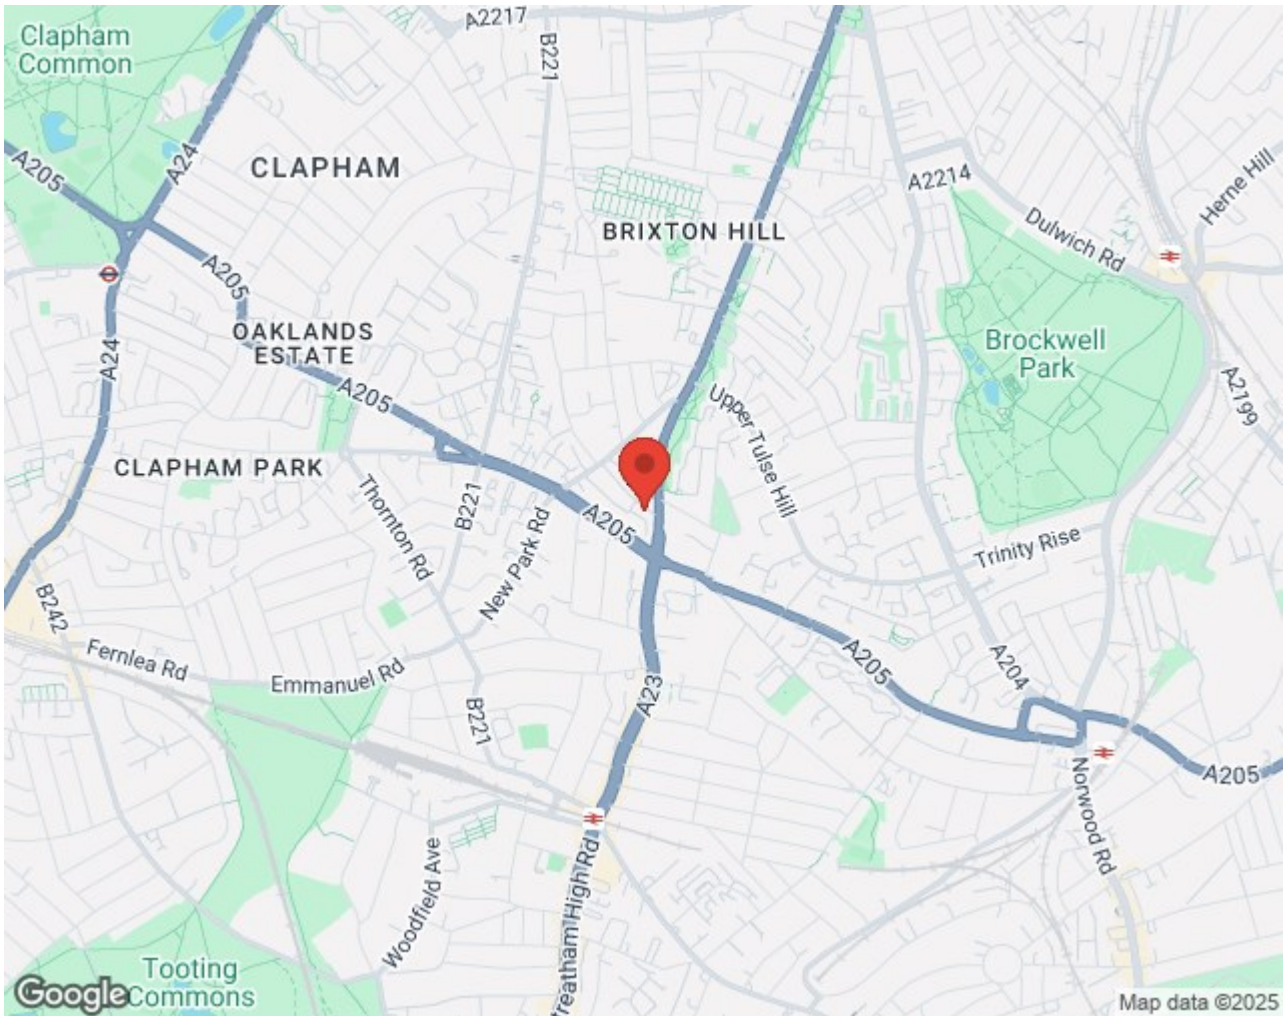 Clapham
Common
A2217
B221
A205
A24
CLAPHAM
A2214
Herne Hill
Dulwich Rd
BRIXTON HILL
A205
OAKLANDS
ESTATE
A24
A205
Brockwell
Park
A2199
Upper Tulse Hill
CLAPHAM PARK
Thornton Rd
B221
New Park Rd
A205
Trinity Rise
B242
Fernlea Rd
Emmanuel Rd
A23
A205
A204
B221
A205
Norwood Rd
Woodfield Ave
treatham High Rd
Tooting
Commons
Google
Map data ©2025